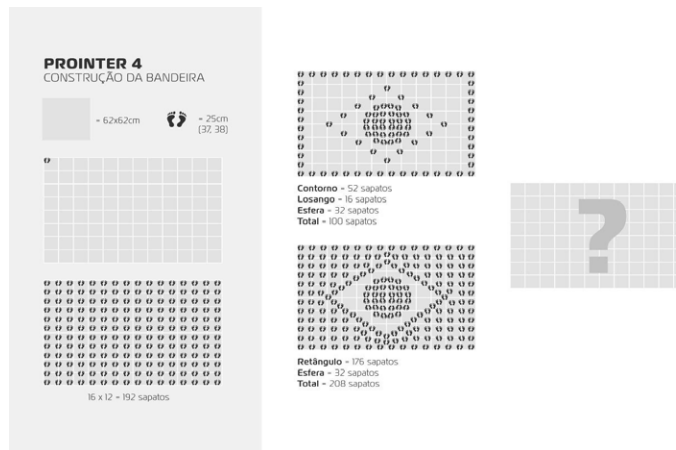 PROINTER 4
CONSTRUÇÃO DA BANDEIRA
= 62x62cm
= 25cm
(37, 38)
16 x 12 = 192 sapatos
Contorno = 52 sapatos
Losango = 16 sapatos
Esfera = 32 sapatos
Total = 100 sapatos
Retângulo = 176 sapatos
Esfera = 32 sapatos
Total = 208 sapatos
?